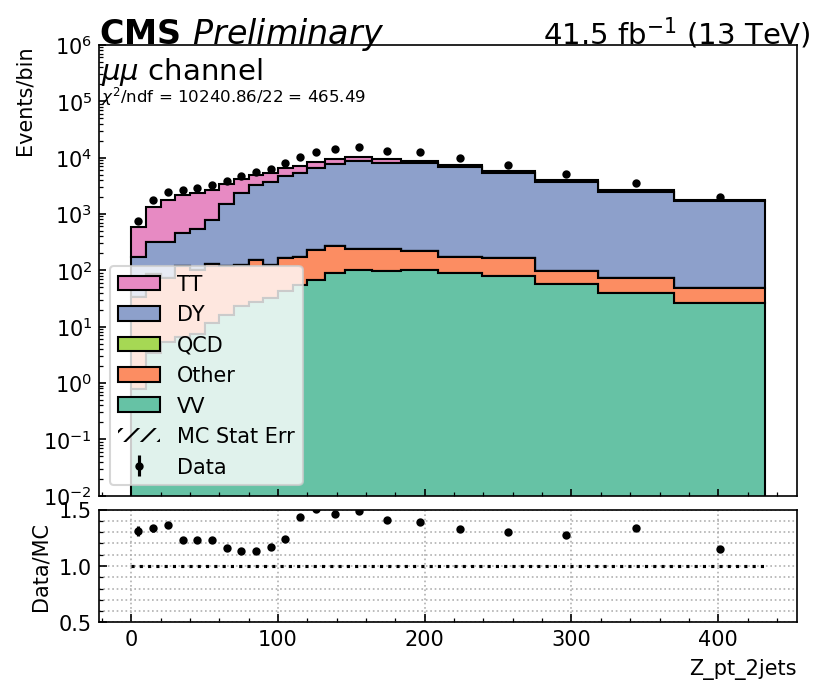 CMS Preliminary 41.5 fb⁻¹ (13 TeV)
μμ channel
χ²/ndf = 10240.86/22 = 465.49
Events/bin
10⁶
10⁵
10⁴
10³
10²
10¹
10⁰
10⁻¹
10⁻²
TT
DY
QCD
Other
VV
MC Stat Err
Data
Data/MC
1.5
1.0
0.5
0 100 200 300 400
Z_pt_2jets